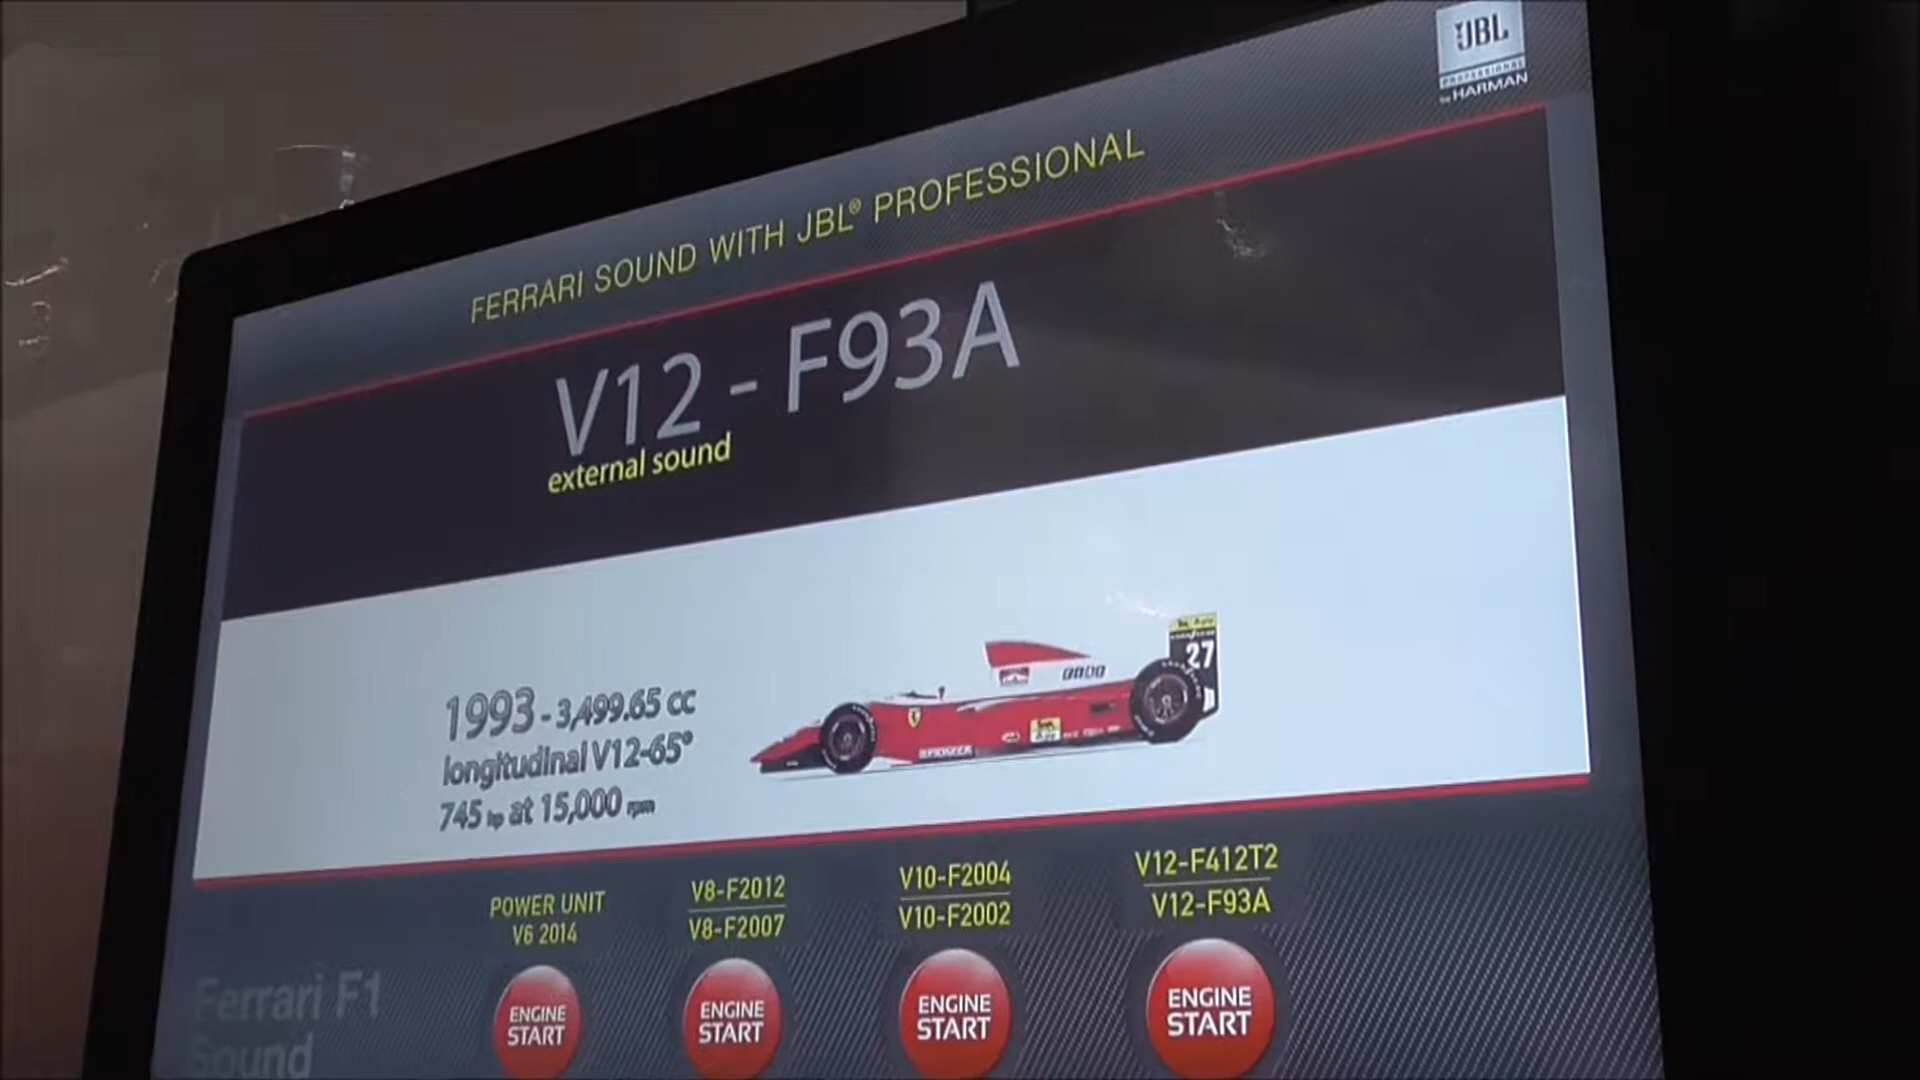 JBL
PROFESSIONAL
by HARMAN
FERRARI SOUND WITH JBL® PROFESSIONAL
V12 - F93A
external sound
27
FIAT
1993 - 3,499.65 cc
longitudinal V12-65°
745 hp at 15,000 rpm
PIONEER
POWER UNIT
V6 2014
V8-F2012
V8-F2007
V10-F2004
V10-F2002
V12-F412T2
V12-F93A
ENGINE
START
ENGINE
START
ENGINE
START
ENGINE
START
Ferrari F1
Sound